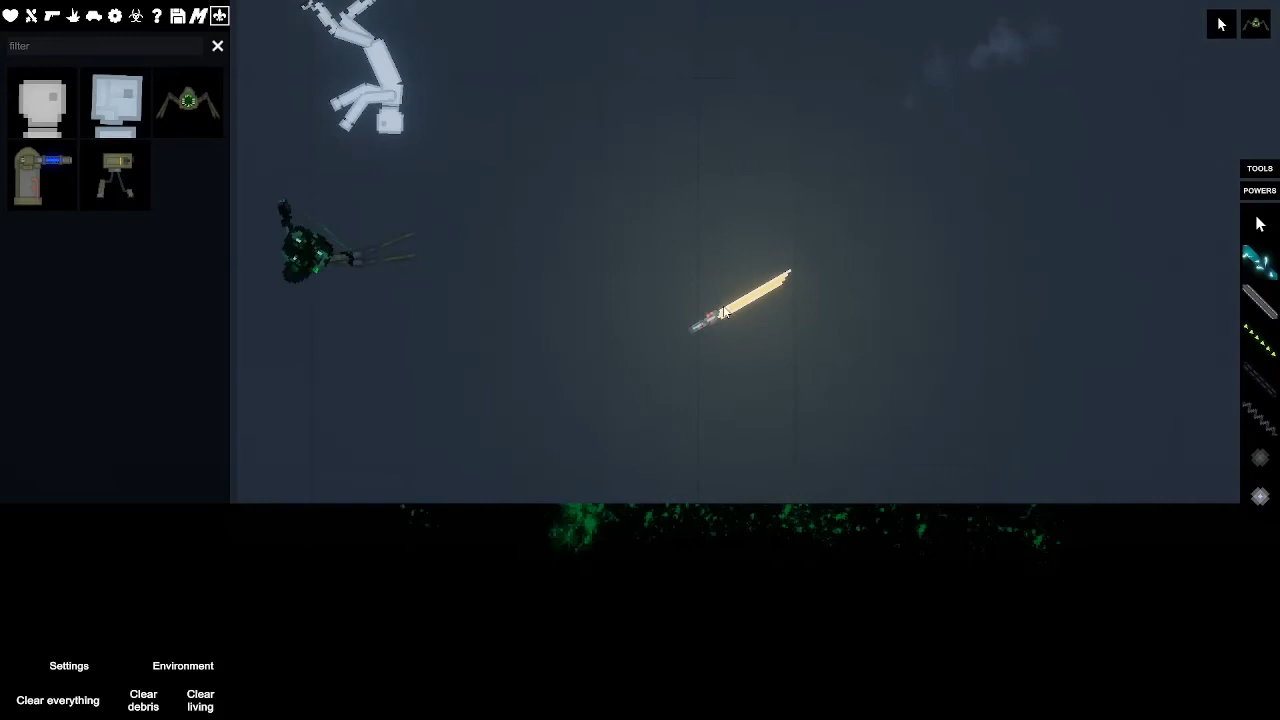 filter
TOOLS
POWERS
Settings
Environment
Clear everything
Clear
debris
Clear
living